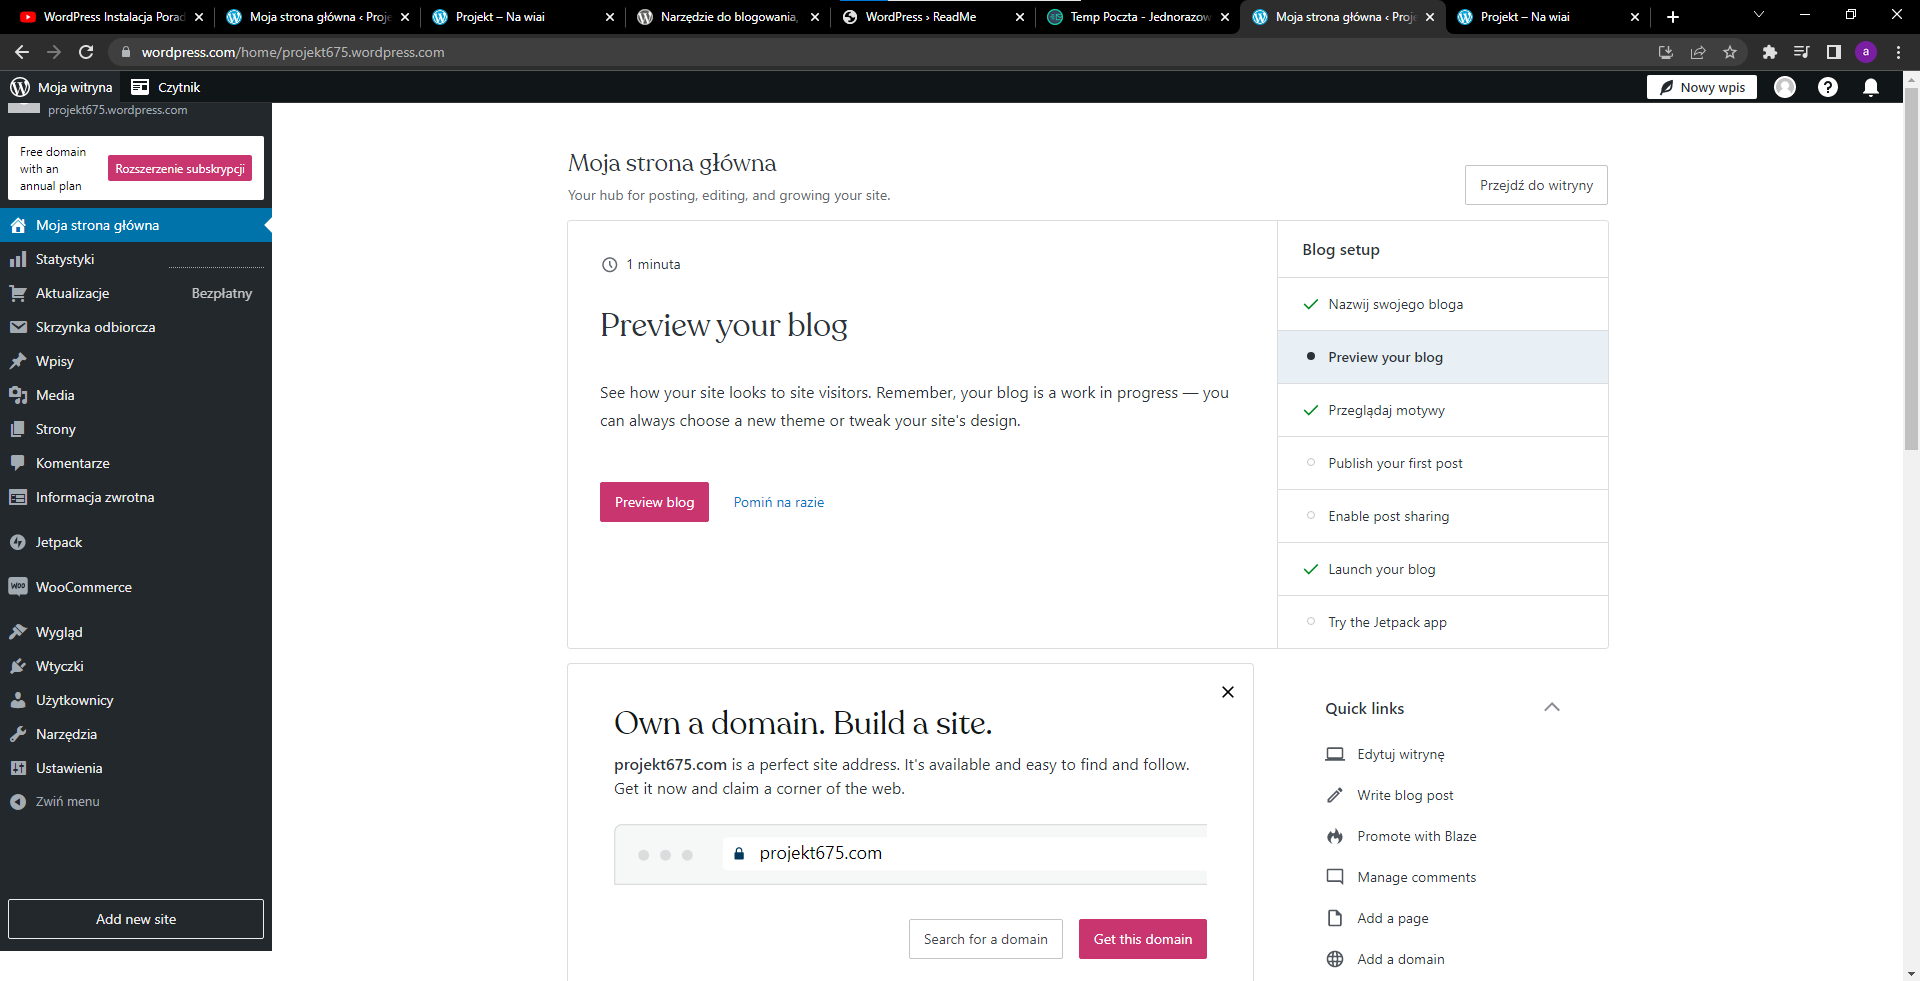 WordPress Instalacja Porad
Moja strona główna ‹ Proje
Projekt – Na wiai
Narzędzie do blogowania,
WordPress › ReadMe
Temp Poczta - Jednorazow
Moja strona główna ‹ Proje
Projekt – Na wiai
wordpress.com/home/projekt675.wordpress.com
a
Moja witryna
Czytnik
Nowy wpis
projekt675.wordpress.com
Free domain
with an
annual plan
Rozszerzenie subskrypcji
Moja strona główna
Statystyki
Aktualizacje
Bezpłatny
Skrzynka odbiorcza
Wpisy
Media
Strony
Komentarze
Informacja zwrotna
Jetpack
WooCommerce
Wygląd
Wtyczki
Użytkownicy
Narzędzia
Ustawienia
Zwiń menu
Add new site
Moja strona główna
Your hub for posting, editing, and growing your site.
Przejdź do witryny
1 minuta
Preview your blog
See how your site looks to site visitors. Remember, your blog is a work in progress — you
can always choose a new theme or tweak your site's design.
Preview blog
Pomiń na razie
Blog setup
Nazwij swojego bloga
Preview your blog
Przeglądaj motywy
Publish your first post
Enable post sharing
Launch your blog
Try the Jetpack app
Own a domain. Build a site.
projekt675.com is a perfect site address. It's available and easy to find and follow.
Get it now and claim a corner of the web.
projekt675.com
Search for a domain
Get this domain
Quick links
Edytuj witrynę
Write blog post
Promote with Blaze
Manage comments
Add a page
Add a domain